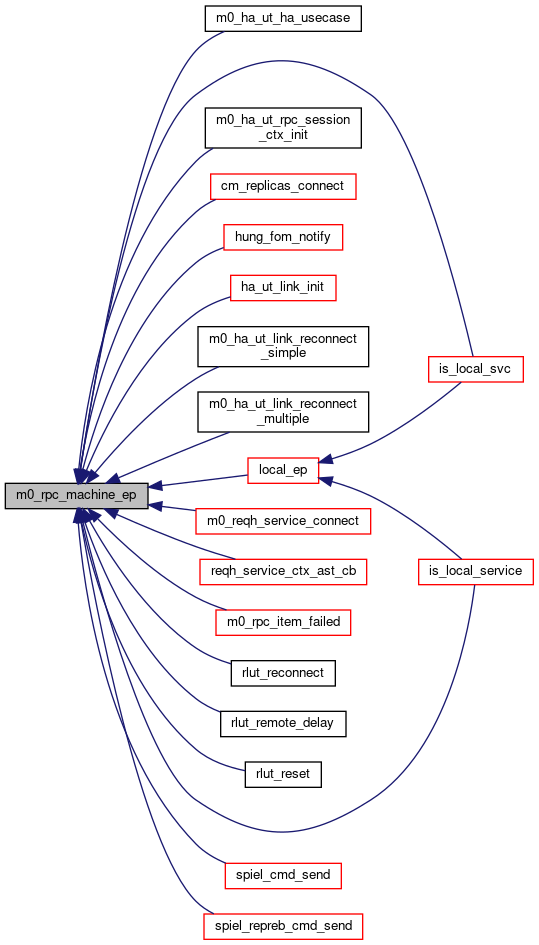 m0_ha_ut_ha_usecase
m0_ha_ut_rpc_session
_ctx_init
cm_replicas_connect
hung_fom_notify
ha_ut_link_init
m0_ha_ut_link_reconnect
_simple
is_local_svc
m0_ha_ut_link_reconnect
_multiple
local_ep
m0_rpc_machine_ep
m0_reqh_service_connect
reqh_service_ctx_ast_cb
is_local_service
m0_rpc_item_failed
rlut_reconnect
rlut_remote_delay
rlut_reset
spiel_cmd_send
spiel_repreb_cmd_send